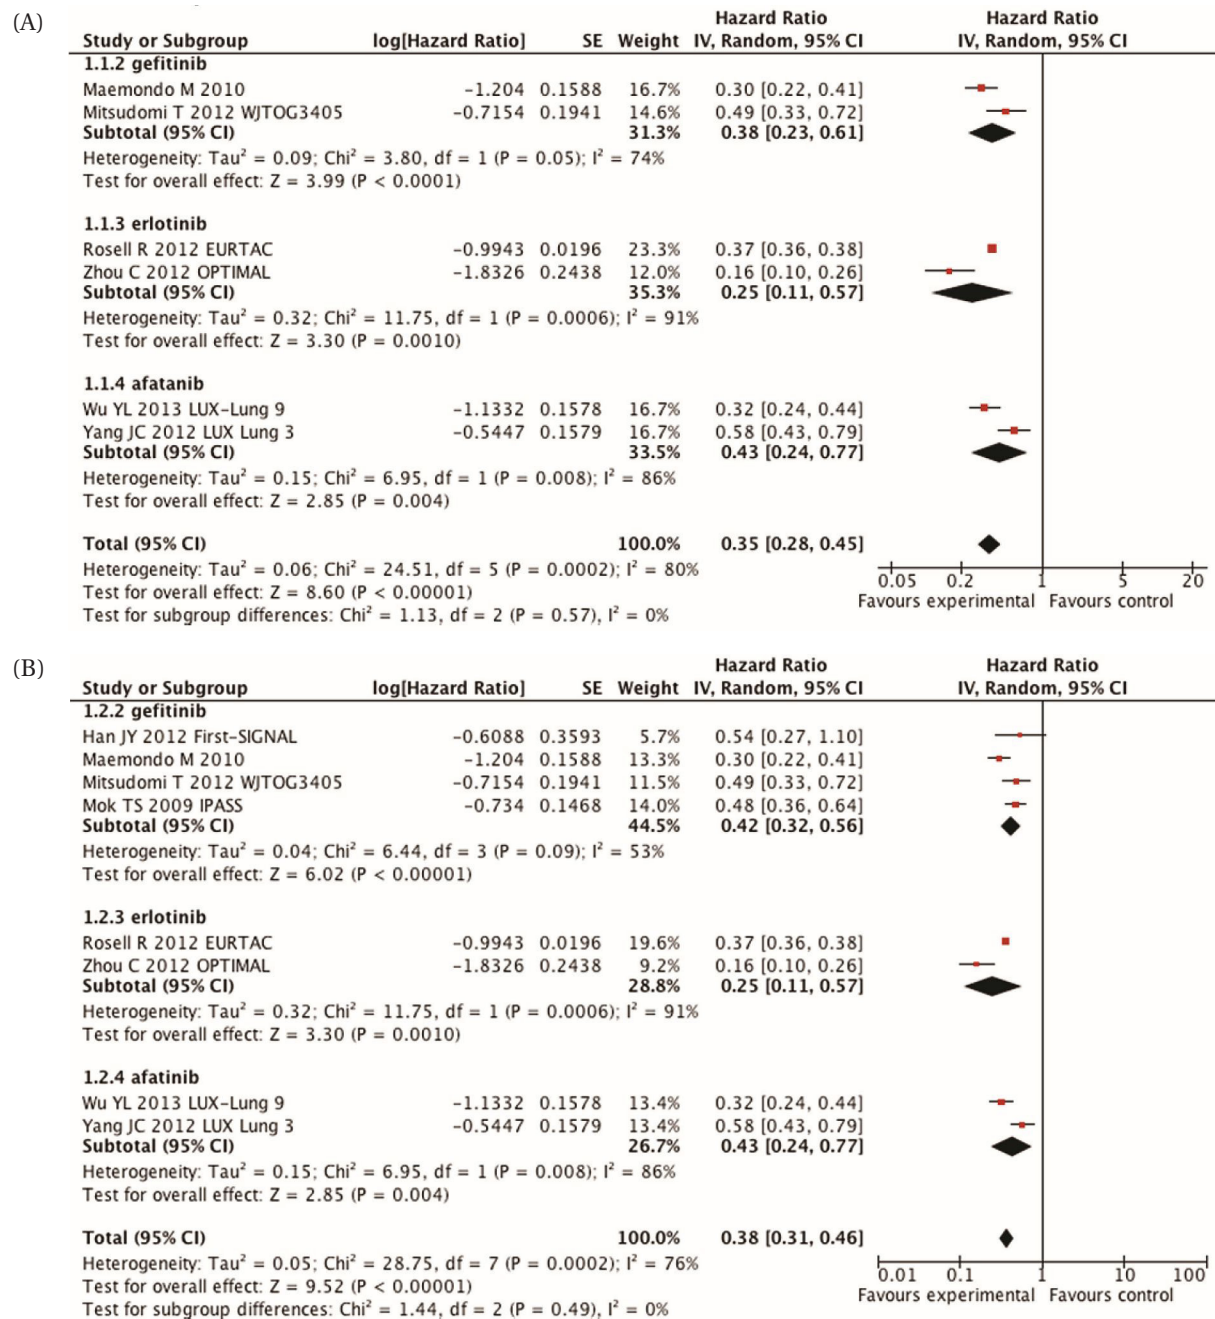 (A)
Hazard Ratio Hazard Ratio
Study or Subgroup log[Hazard Ratio] SE Weight IV, Random, 95% CI IV, Random, 95% CI
1.1.2 gefitinib
Maemondo M 2010 −1.204 0.1588 16.7% 0.30 [0.22, 0.41]
Mitsudomi T 2012 WJTOG3405 −0.7154 0.1941 14.6% 0.49 [0.33, 0.72]
Subtotal (95% CI) 31.3% 0.38 [0.23, 0.61]
Heterogeneity: Tau² = 0.09; Chi² = 3.80, df = 1 (P = 0.05); I² = 74%
Test for overall effect: Z = 3.99 (P < 0.0001)
1.1.3 erlotinib
Rosell R 2012 EURTAC −0.9943 0.0196 23.3% 0.37 [0.36, 0.38]
Zhou C 2012 OPTIMAL −1.8326 0.2438 12.0% 0.16 [0.10, 0.26]
Subtotal (95% CI) 35.3% 0.25 [0.11, 0.57]
Heterogeneity: Tau² = 0.32; Chi² = 11.75, df = 1 (P = 0.0006); I² = 91%
Test for overall effect: Z = 3.30 (P = 0.0010)
1.1.4 afatanib
Wu YL 2013 LUX−Lung 9 −1.1332 0.1578 16.7% 0.32 [0.24, 0.44]
Yang JC 2012 LUX Lung 3 −0.5447 0.1579 16.7% 0.58 [0.43, 0.79]
Subtotal (95% CI) 33.5% 0.43 [0.24, 0.77]
Heterogeneity: Tau² = 0.15; Chi² = 6.95, df = 1 (P = 0.008); I² = 86%
Test for overall effect: Z = 2.85 (P = 0.004)
Total (95% CI) 100.0% 0.35 [0.28, 0.45]
Heterogeneity: Tau² = 0.06; Chi² = 24.51, df = 5 (P = 0.0002); I² = 80%
Test for overall effect: Z = 8.60 (P < 0.00001)
Test for subgroup differences: Chi² = 1.13, df = 2 (P = 0.57), I² = 0%
0.05 0.2 1 5 20
Favours experimental Favours control
(B)
Hazard Ratio Hazard Ratio
Study or Subgroup log[Hazard Ratio] SE Weight IV, Random, 95% CI IV, Random, 95% CI
1.2.2 gefitinib
Han JY 2012 First−SIGNAL −0.6088 0.3593 5.7% 0.54 [0.27, 1.10]
Maemondo M 2010 −1.204 0.1588 13.3% 0.30 [0.22, 0.41]
Mitsudomi T 2012 WJTOG3405 −0.7154 0.1941 11.5% 0.49 [0.33, 0.72]
Mok TS 2009 IPASS −0.734 0.1468 14.0% 0.48 [0.36, 0.64]
Subtotal (95% CI) 44.5% 0.42 [0.32, 0.56]
Heterogeneity: Tau² = 0.04; Chi² = 6.44, df = 3 (P = 0.09); I² = 53%
Test for overall effect: Z = 6.02 (P < 0.00001)
1.2.3 erlotinib
Rosell R 2012 EURTAC −0.9943 0.0196 19.6% 0.37 [0.36, 0.38]
Zhou C 2012 OPTIMAL −1.8326 0.2438 9.2% 0.16 [0.10, 0.26]
Subtotal (95% CI) 28.8% 0.25 [0.11, 0.57]
Heterogeneity: Tau² = 0.32; Chi² = 11.75, df = 1 (P = 0.0006); I² = 91%
Test for overall effect: Z = 3.30 (P = 0.0010)
1.2.4 afatinib
Wu YL 2013 LUX−Lung 9 −1.1332 0.1578 13.4% 0.32 [0.24, 0.44]
Yang JC 2012 LUX Lung 3 −0.5447 0.1579 13.4% 0.58 [0.43, 0.79]
Subtotal (95% CI) 26.7% 0.43 [0.24, 0.77]
Heterogeneity: Tau² = 0.15; Chi² = 6.95, df = 1 (P = 0.008); I² = 86%
Test for overall effect: Z = 2.85 (P = 0.004)
Total (95% CI) 100.0% 0.38 [0.31, 0.46]
Heterogeneity: Tau² = 0.05; Chi² = 28.75, df = 7 (P = 0.0002); I² = 76%
Test for overall effect: Z = 9.52 (P < 0.00001)
Test for subgroup differences: Chi² = 1.44, df = 2 (P = 0.49), I² = 0%
0.01 0.1 1 10 100
Favours experimental Favours control